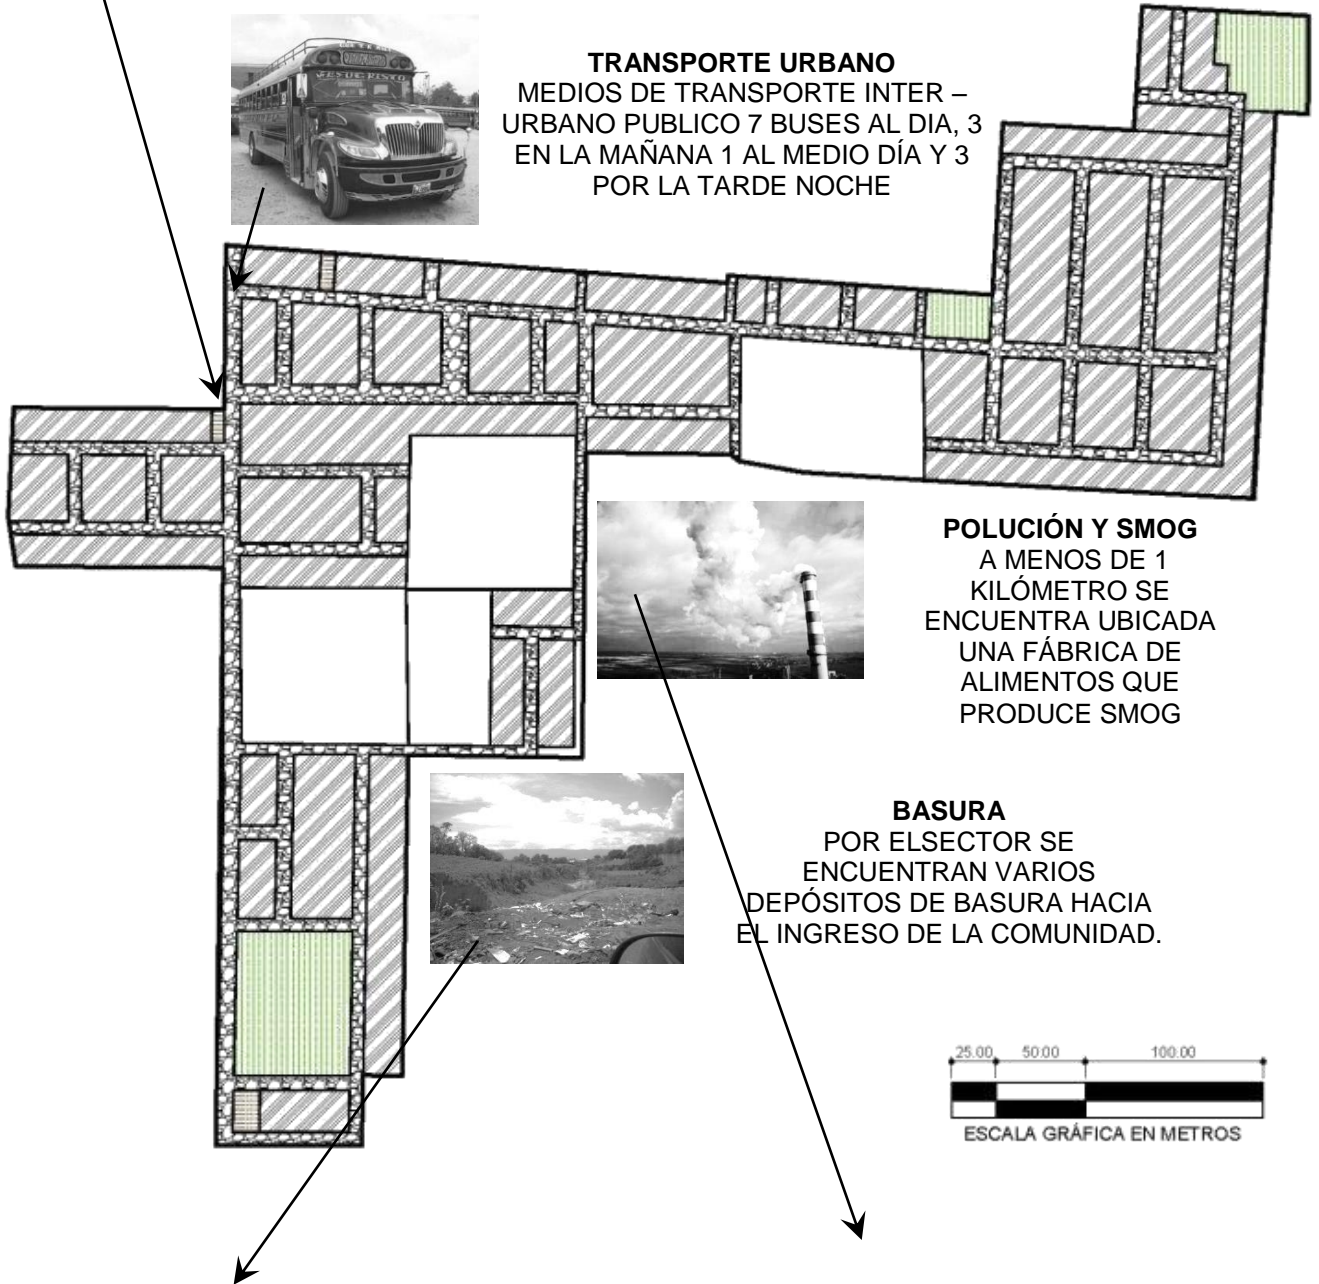 JESUCRISTO
TRANSPORTE URBANO
MEDIOS DE TRANSPORTE INTER –
URBANO PUBLICO 7 BUSES AL DIA, 3
EN LA MAÑANA 1 AL MEDIO DÍA Y 3
POR LA TARDE NOCHE
POLUCIÓN Y SMOG
A MENOS DE 1
KILÓMETRO SE
ENCUENTRA UBICADA
UNA FÁBRICA DE
ALIMENTOS QUE
PRODUCE SMOG
BASURA
POR ELSECTOR SE
ENCUENTRAN VARIOS
DEPÓSITOS DE BASURA HACIA
EL INGRESO DE LA COMUNIDAD.
25.00 50.00 100.00
ESCALA GRÁFICA EN METROS